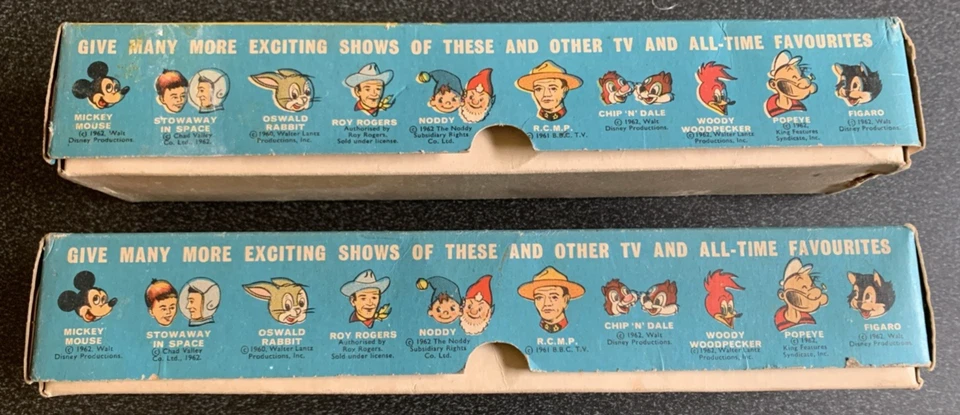 GIVE MANY MORE EXCITING SHOWS OF THESE AND OTHER TV AND ALL-TIME FAVOURITES
MICKEY
MOUSE
© 1962, Walt
Disney Productions.
STOWAWAY
IN SPACE
© Chad Valley
Co. Ltd., 1962.
OSWALD
RABBIT
© 1960, Walter Lantz
Productions, Inc.
ROY ROGERS
Authorised by
Roy Rogers.
Sold under license.
NODDY
© 1962 The Noddy
Subsidiary Rights
Co. Ltd.
R.C.M.P.
© 1961 B.B.C. T.V.
CHIP 'N' DALE
© 1962, Walt
Disney Productions.
WOODY
WOODPECKER
© 1962, Walter Lantz
Productions, Inc.
POPEYE
© 1962,
King Features
Syndicate, Inc.
FIGARO
© 1962, Walt
Disney Productions.
GIVE MANY MORE EXCITING SHOWS OF THESE AND OTHER TV AND ALL-TIME FAVOURITES
MICKEY
MOUSE
© 1962, Walt
Disney Productions.
STOWAWAY
IN SPACE
© Chad Valley
Co. Ltd., 1962.
OSWALD
RABBIT
© 1960, Walter Lantz
Productions, Inc.
ROY ROGERS
Authorised by
Roy Rogers.
Sold under license.
NODDY
© 1962 The Noddy
Subsidiary Rights
Co. Ltd.
R.C.M.P.
© 1961 B.B.C. T.V.
CHIP 'N' DALE
© 1962, Walt
Disney Productions.
WOODY
WOODPECKER
© 1962, Walter Lantz
Productions, Inc.
POPEYE
© 1962,
King Features
Syndicate, Inc.
FIGARO
© 1962, Walt
Disney Productions.